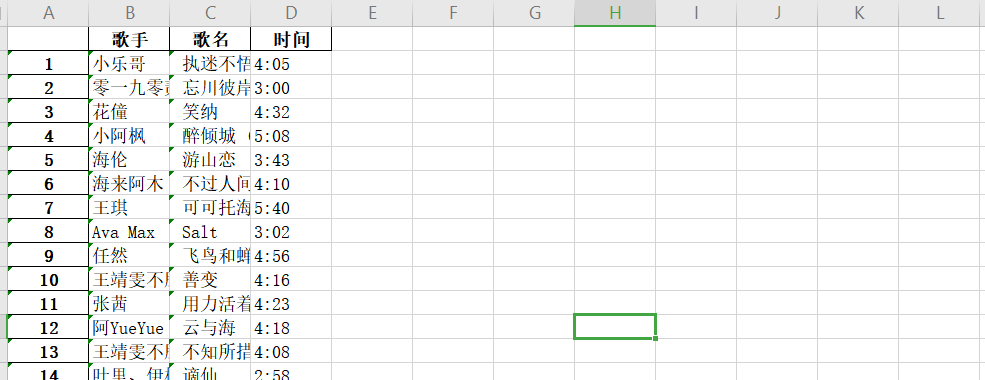 A B C D E F G H I J K L
歌手 歌名 时间
1 小乐哥 执迷不悟 4:05
2 零一九零 忘川彼岸 3:00
3 花僮 笑纳 4:32
4 小阿枫 醉倾城 ( 5:08
5 海伦 游山恋 3:43
6 海来阿木 不过人间 4:10
7 王琪 可可托海 5:40
8 Ava Max Salt 3:02
9 任然 飞鸟和蝉 4:56
10 王靖雯不 善变 4:16
11 张茜 用力活着 4:23
12 阿YueYue 云与海 4:18
13 王靖雯不 不知所措 4:08
14 叶里、伊 谪仙 2:58